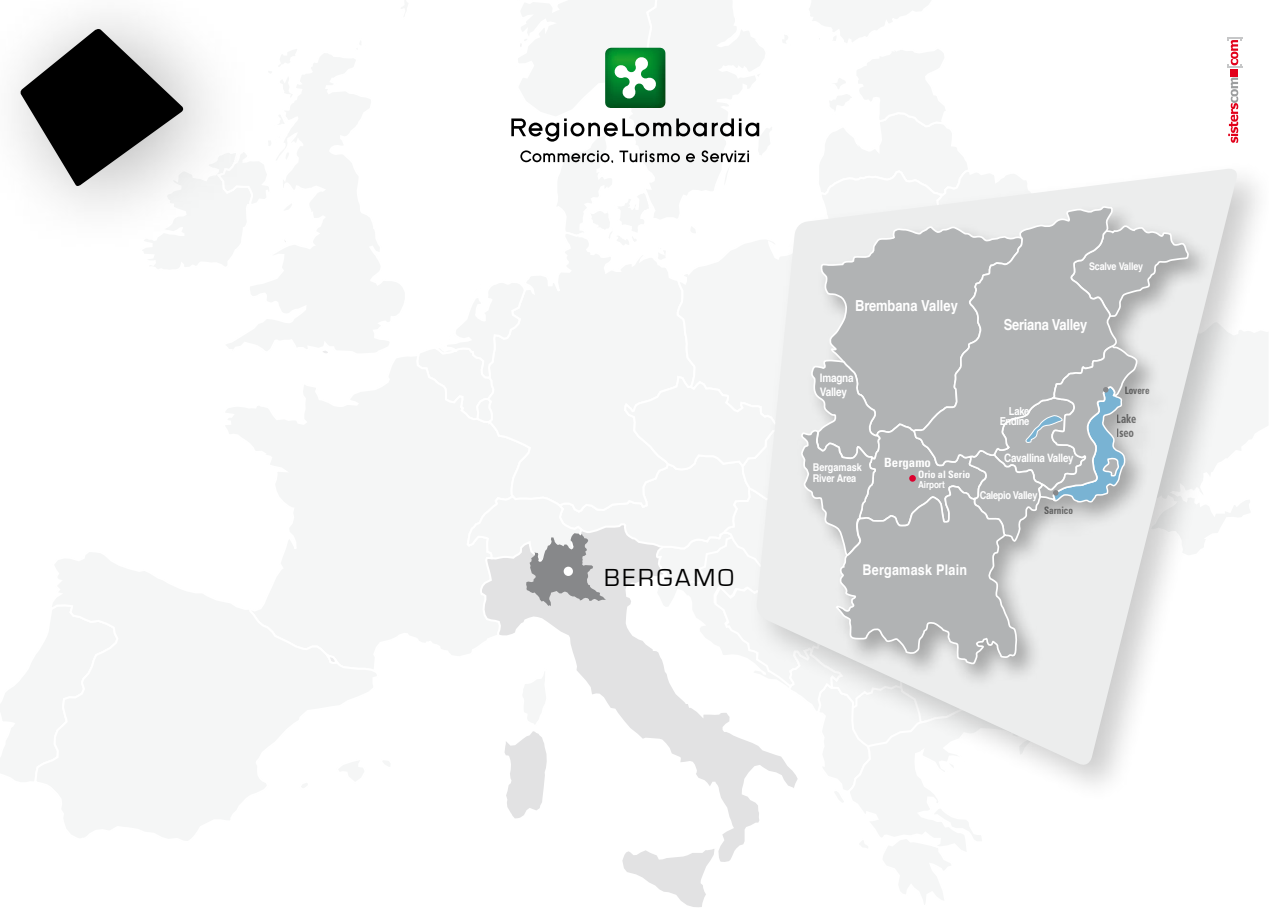 RegioneLombardia
Commercio, Turismo e Servizi
sisterscom[com]
Scalve Valley
Brembana Valley
Seriana Valley
Imagna
Valley
Lovere
Lake
Endine
Lake
Iseo
Cavallina Valley
Bergamo
Bergamask
River Area
Orio al Serio
Airport
Calepio Valley
Sarnico
Bergamask Plain
BERGAMO